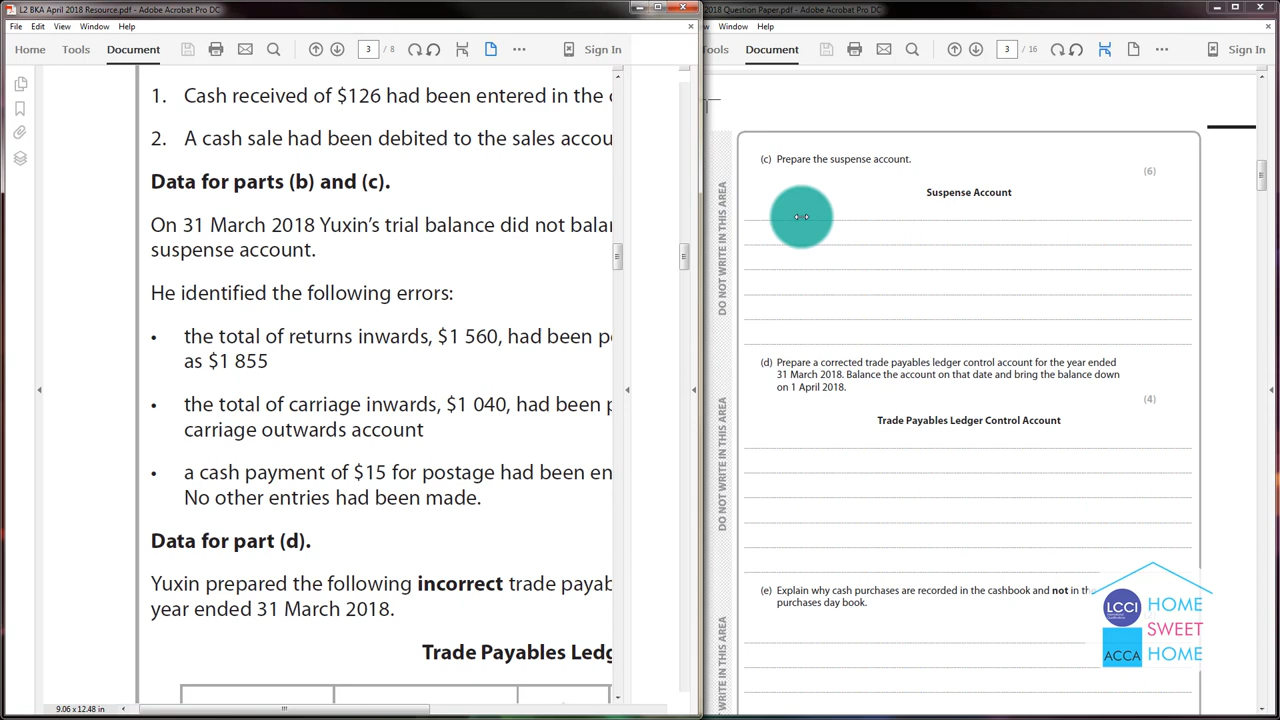 L2 BKA April 2018 Resource.pdf - Adobe Acrobat Pro DC
File Edit View Window Help
Home Tools Document 3 / 8 Sign In
1. Cash received of $126 had been entered in the
2. A cash sale had been debited to the sales accou
Data for parts (b) and (c).
On 31 March 2018 Yuxin's trial balance did not balan
suspense account.
He identified the following errors:
• the total of returns inwards, $1 560, had been p
as $1 855
• the total of carriage inwards, $1 040, had been p
carriage outwards account
• a cash payment of $15 for postage had been en
No other entries had been made.
Data for part (d).
Yuxin prepared the following incorrect trade payab
year ended 31 March 2018.
Trade Payables Ledg
9.06 x 12.48 in
2018 Question Paper.pdf - Adobe Acrobat Pro DC
Window Help
Tools Document 3 / 16 Sign In
DO NOT WRITE IN THIS AREA
DO NOT WRITE IN THIS AREA
DO NOT WRITE IN THIS AREA
(c) Prepare the suspense account.
(6)
Suspense Account
(d) Prepare a corrected trade payables ledger control account for the year ended
31 March 2018. Balance the account on that date and bring the balance down
on 1 April 2018.
(4)
Trade Payables Ledger Control Account
(e) Explain why cash purchases are recorded in the cashbook and not in th
purchases day book.
LCCI
HOME
SWEET
ACCA HOME